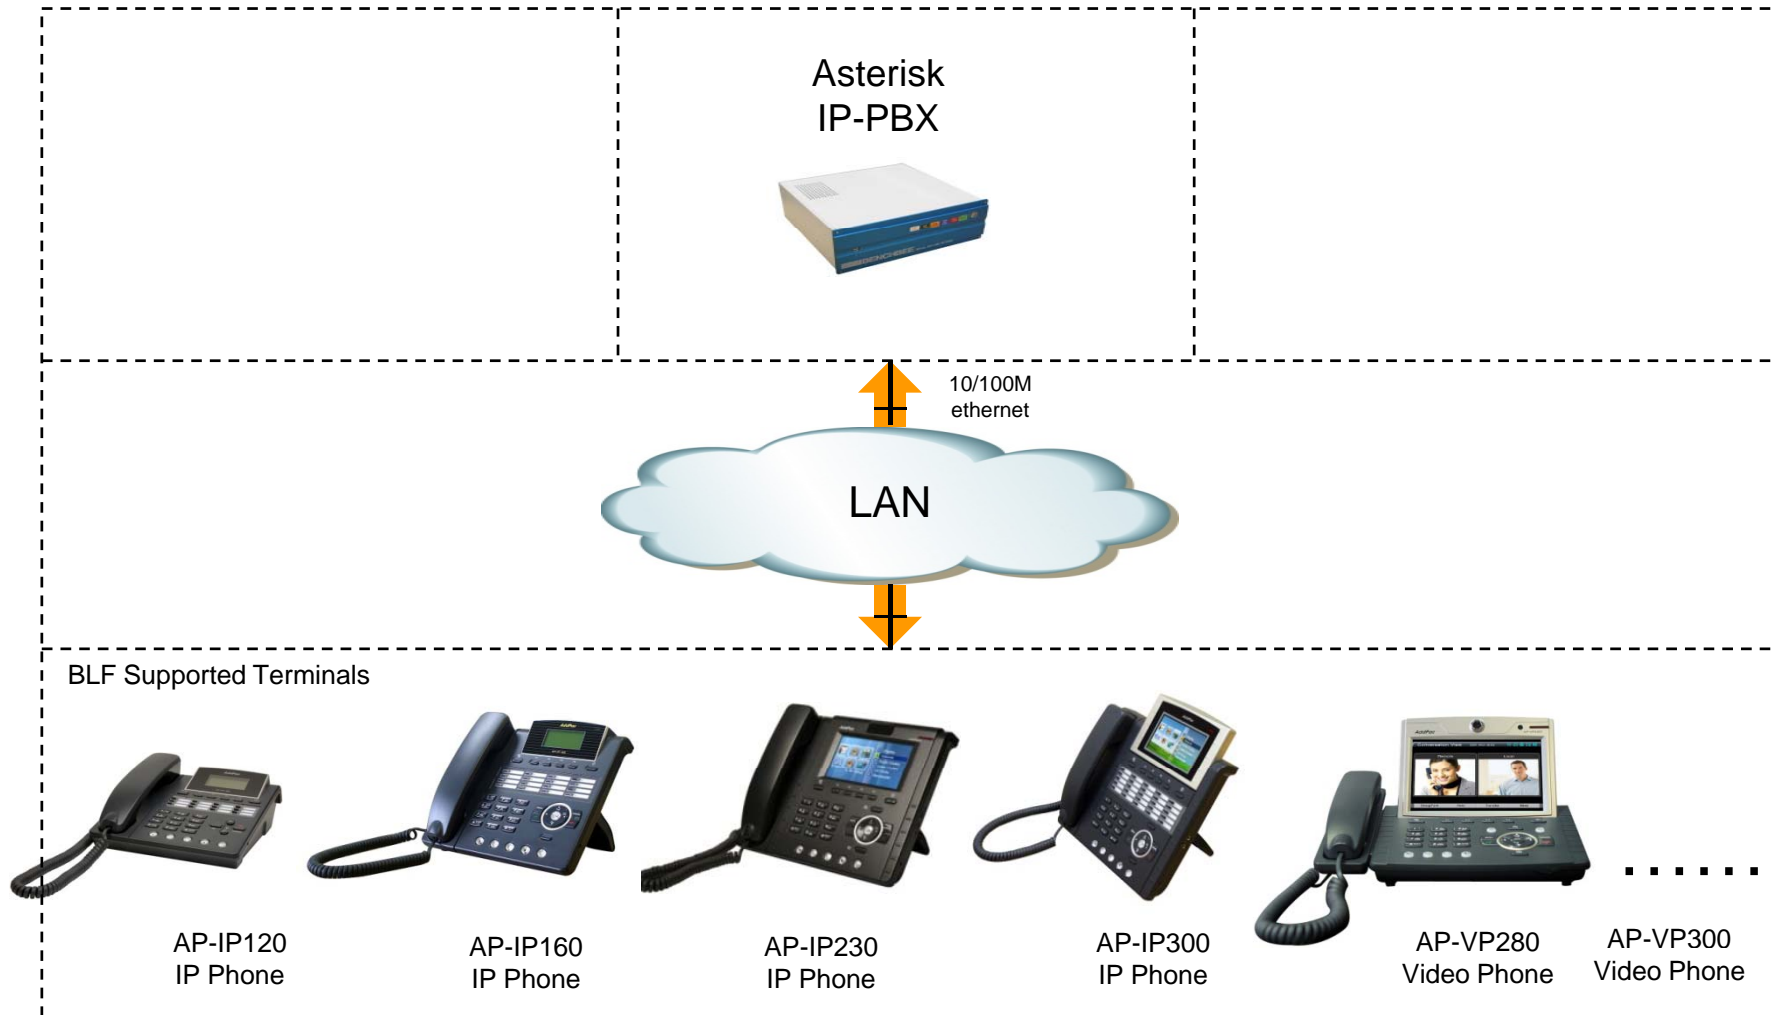 Asterisk
IP-PBX
10/100M
ethernet
LAN
BLF Supported Terminals
AP-IP120
IP Phone
AP-IP160
IP Phone
AP-IP230
IP Phone
AP-IP300
IP Phone
AP-VP280
Video Phone
AP-VP300
Video Phone